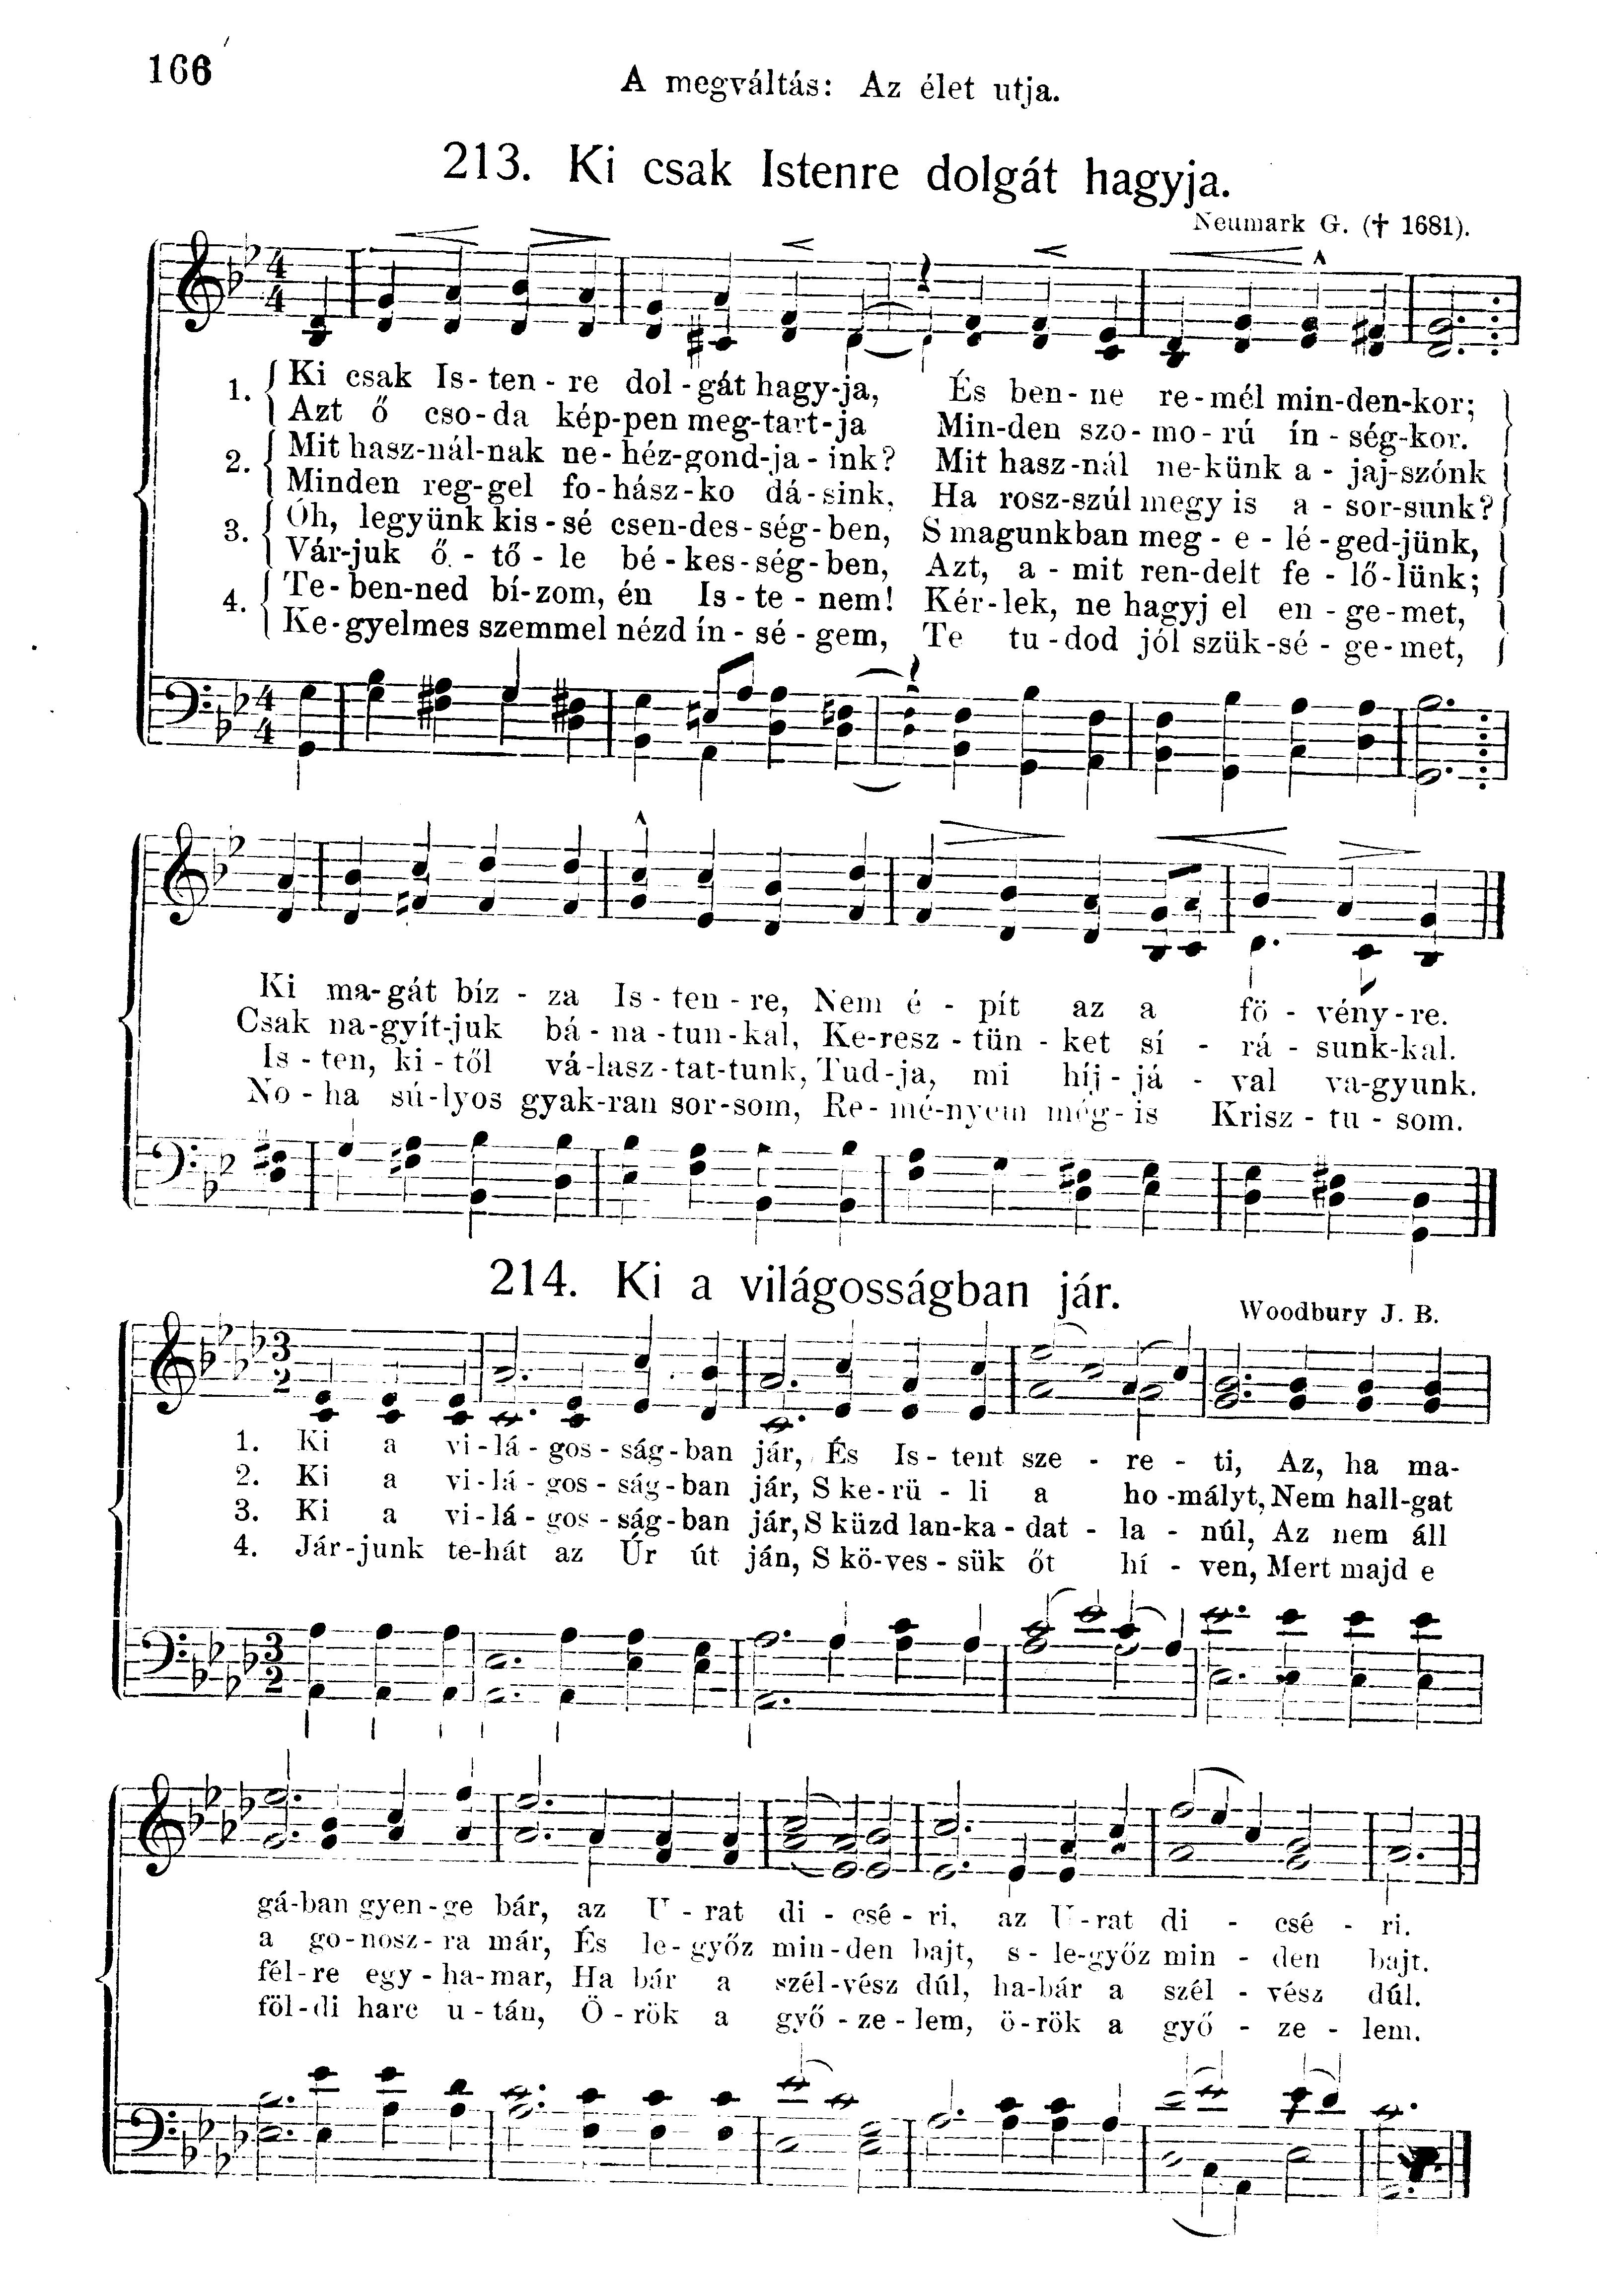 166
A megváltás: Az élet utja.
213. Ki csak Istenre dolgát hagyja.
Neumark G. († 1681).
4
4
1. { Ki csak Is- ten - re dol - gát hagy-ja, És ben- ne re-mél min-den-kor; }
{ Azt ő cso-da kép-pen meg-tart-ja Min-den szo- mo- rú ín - ség-kor. }
2. { Mit hasz-nál-nak ne-héz-gond-ja - ink? Mit hasz-nál ne-künk a - jaj-szónk }
{ Minden reg-gel fo-hász-ko dá-sink, Ha rosz-szúl megy is a - sor-sunk? }
3. { Óh, legyünk kis - sé csen-des-ség-ben, S magunkban meg - e - lé - ged-jünk, }
{ Vár-juk ő - tő - le bé-kes-ség-ben, Azt, a - mit ren-delt fe - lő-lünk; }
4. { Te-ben-ned bí-zom, én Is - te - nem! Kér-lek, ne hagyj el en - ge-met, }
{ Ke-gyelmes szemmel nézd ín - sé - gem, Te tu-dod jól szük-sé - ge-met, }
4
4
Ki ma-gát bíz - za Is - ten - re, Nem é - pít az a fö - vény-re.
Csak na-gyít-juk bá-na-tun-kal, Ke-resz-tün-ket sí - rá - sunk-kal.
Is - ten, ki-től vá-lasz-tat-tunk, Tud-ja, mi híj-já - val va-gyunk.
No - ha sú-lyos gyak-ran sor-som, Re-mé-nyem még-is Krisz - tu - som.
214. Ki a világosságban jár.
Woodbury J. B.
3
2
1. Ki a vi-lá-gos-ság-ban jár, És Is-tent sze - re - ti, Az, ha ma-
2. Ki a vi-lá-gos-ság-ban jár, S ke-rü - li a ho-mályt, Nem hall-gat
3. Ki a vi-lá-gos-ság-ban jár, S küzd lan-ka-dat - la - núl, Az nem áll
4. Jár-junk te-hát az Úr út ján, S kö-ves-sük őt hí - ven, Mert majd e
3
2
gá-ban gyen-ge bár, az U - rat di - csé - ri, az U-rat di - csé - ri.
a go-nosz-ra már, És le-győz min-den bajt, s - le-győz min - den bajt.
fél-re egy-ha-mar, Ha bár a szél-vész dúl, ha-bár a szél - vész dúl.
föl-di harc u-tán, Ö-rök a győ - ze - lem, ö-rök a győ - ze - lem.